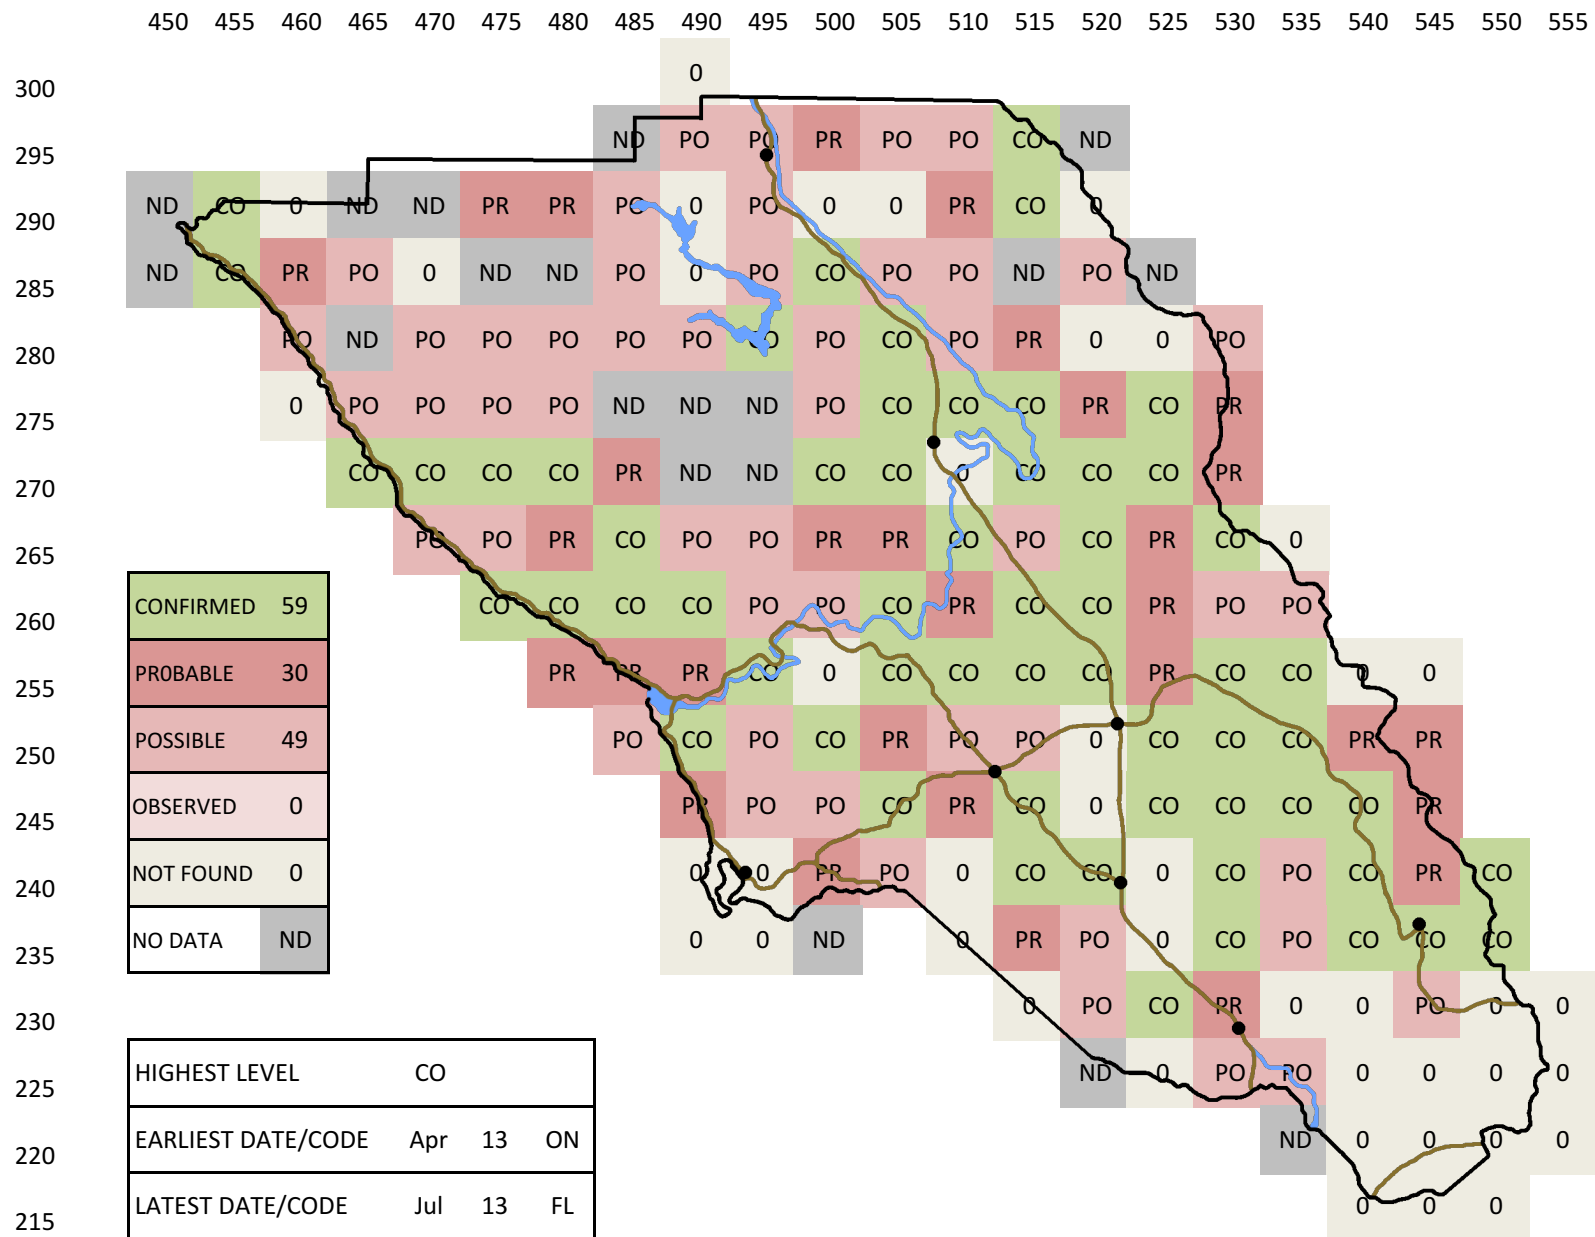 450 455 460 465 470 475 480 485 490 495 500 505 510 515 520 525 530 535 540 545 550 555
0
300
ND PO PO PR PO PO CO ND
295
ND CO 0 ND ND PR PR PO 0 PO 0 0 PR CO 0
290
ND CO PR PO 0 ND ND PO 0 PO CO PO PO ND PO ND
285
PO ND PO PO PO PO PO CO PO CO PO PR 0 0 PO
280
0 PO PO PO PO ND ND ND PO CO CO CO PR CO PR
275
CO CO CO CO PR ND ND CO CO 0 CO CO CO PR
270
PO PO PR CO PO PO PR PR CO PO CO PR CO 0
265
CONFIRMED 59
CO CO CO CO PO PO CO PR CO CO PR PO PO
260
PR0BABLE 30
PR PR PR CO 0 CO CO CO CO PR CO CO 0 0
255
POSSIBLE 49
PO CO PO CO PR PO PO 0 CO CO CO PR PR
250
OBSERVED 0
PR PO PO CO PR CO 0 CO CO CO CO PR
245
NOT FOUND 0
0 0 PR PO 0 CO CO 0 CO PO CO PR CO
240
NO DATA ND
0 0 ND 0 PR PO 0 CO PO CO CO CO
235
0 PO CO PR 0 0 PO 0 0
230
HIGHEST LEVEL CO
ND 0 PO PO 0 0 0 0
225
EARLIEST DATE/CODE Apr 13 ON
ND 0 0 0 0
220
LATEST DATE/CODE Jul 13 FL
0 0 0
215